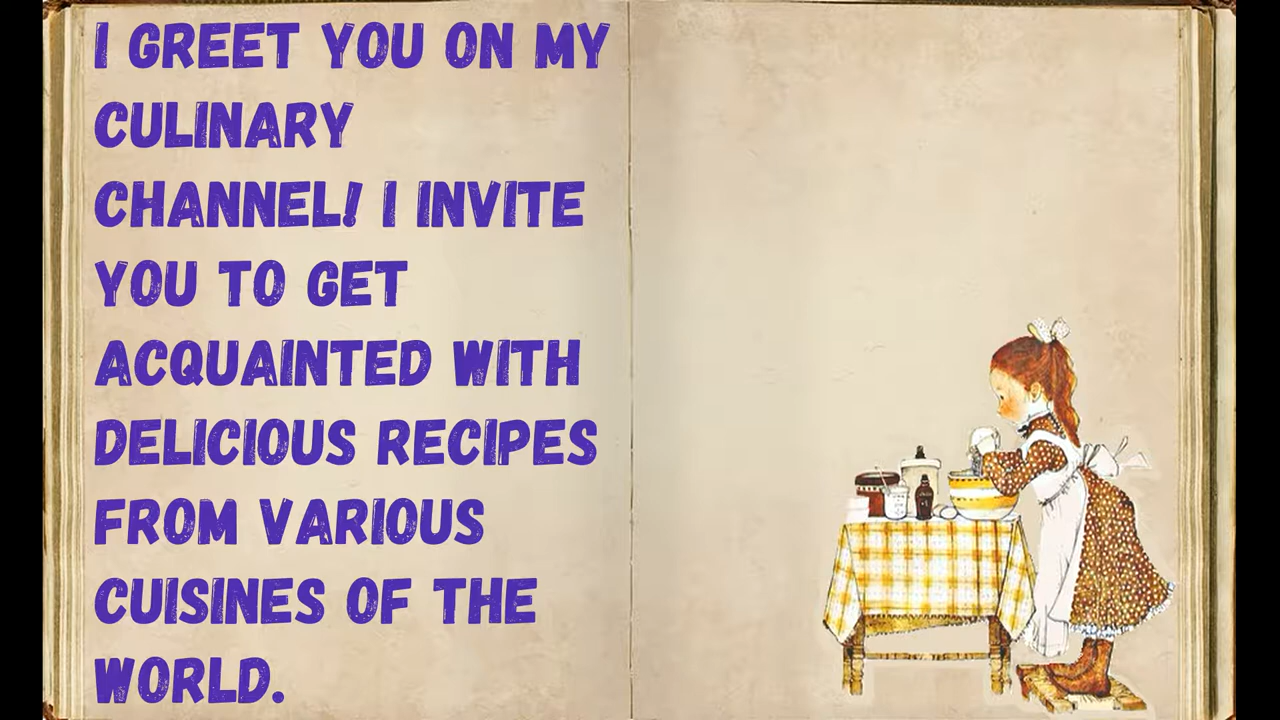 I GREET YOU ON MY
CULINARY
CHANNEL! I INVITE
YOU TO GET
ACQUAINTED WITH
DELICIOUS RECIPES
FROM VARIOUS
CUISINES OF THE
WORLD.